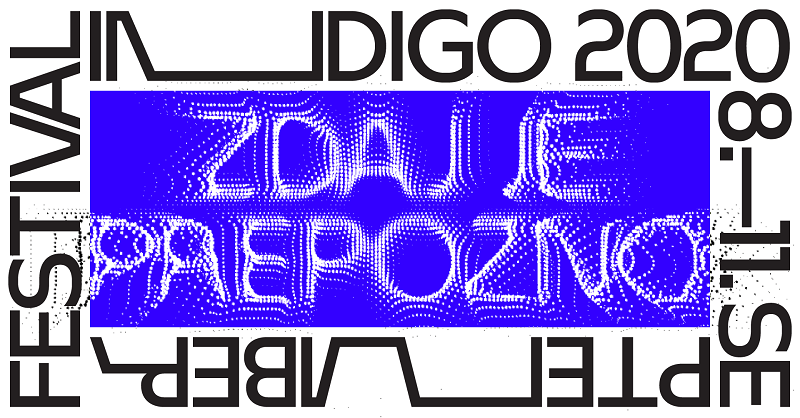 FESTIVAL
INDIGO 2020
8.—11. SEPTEMBER
ZDAJ JE
PREPOZNO